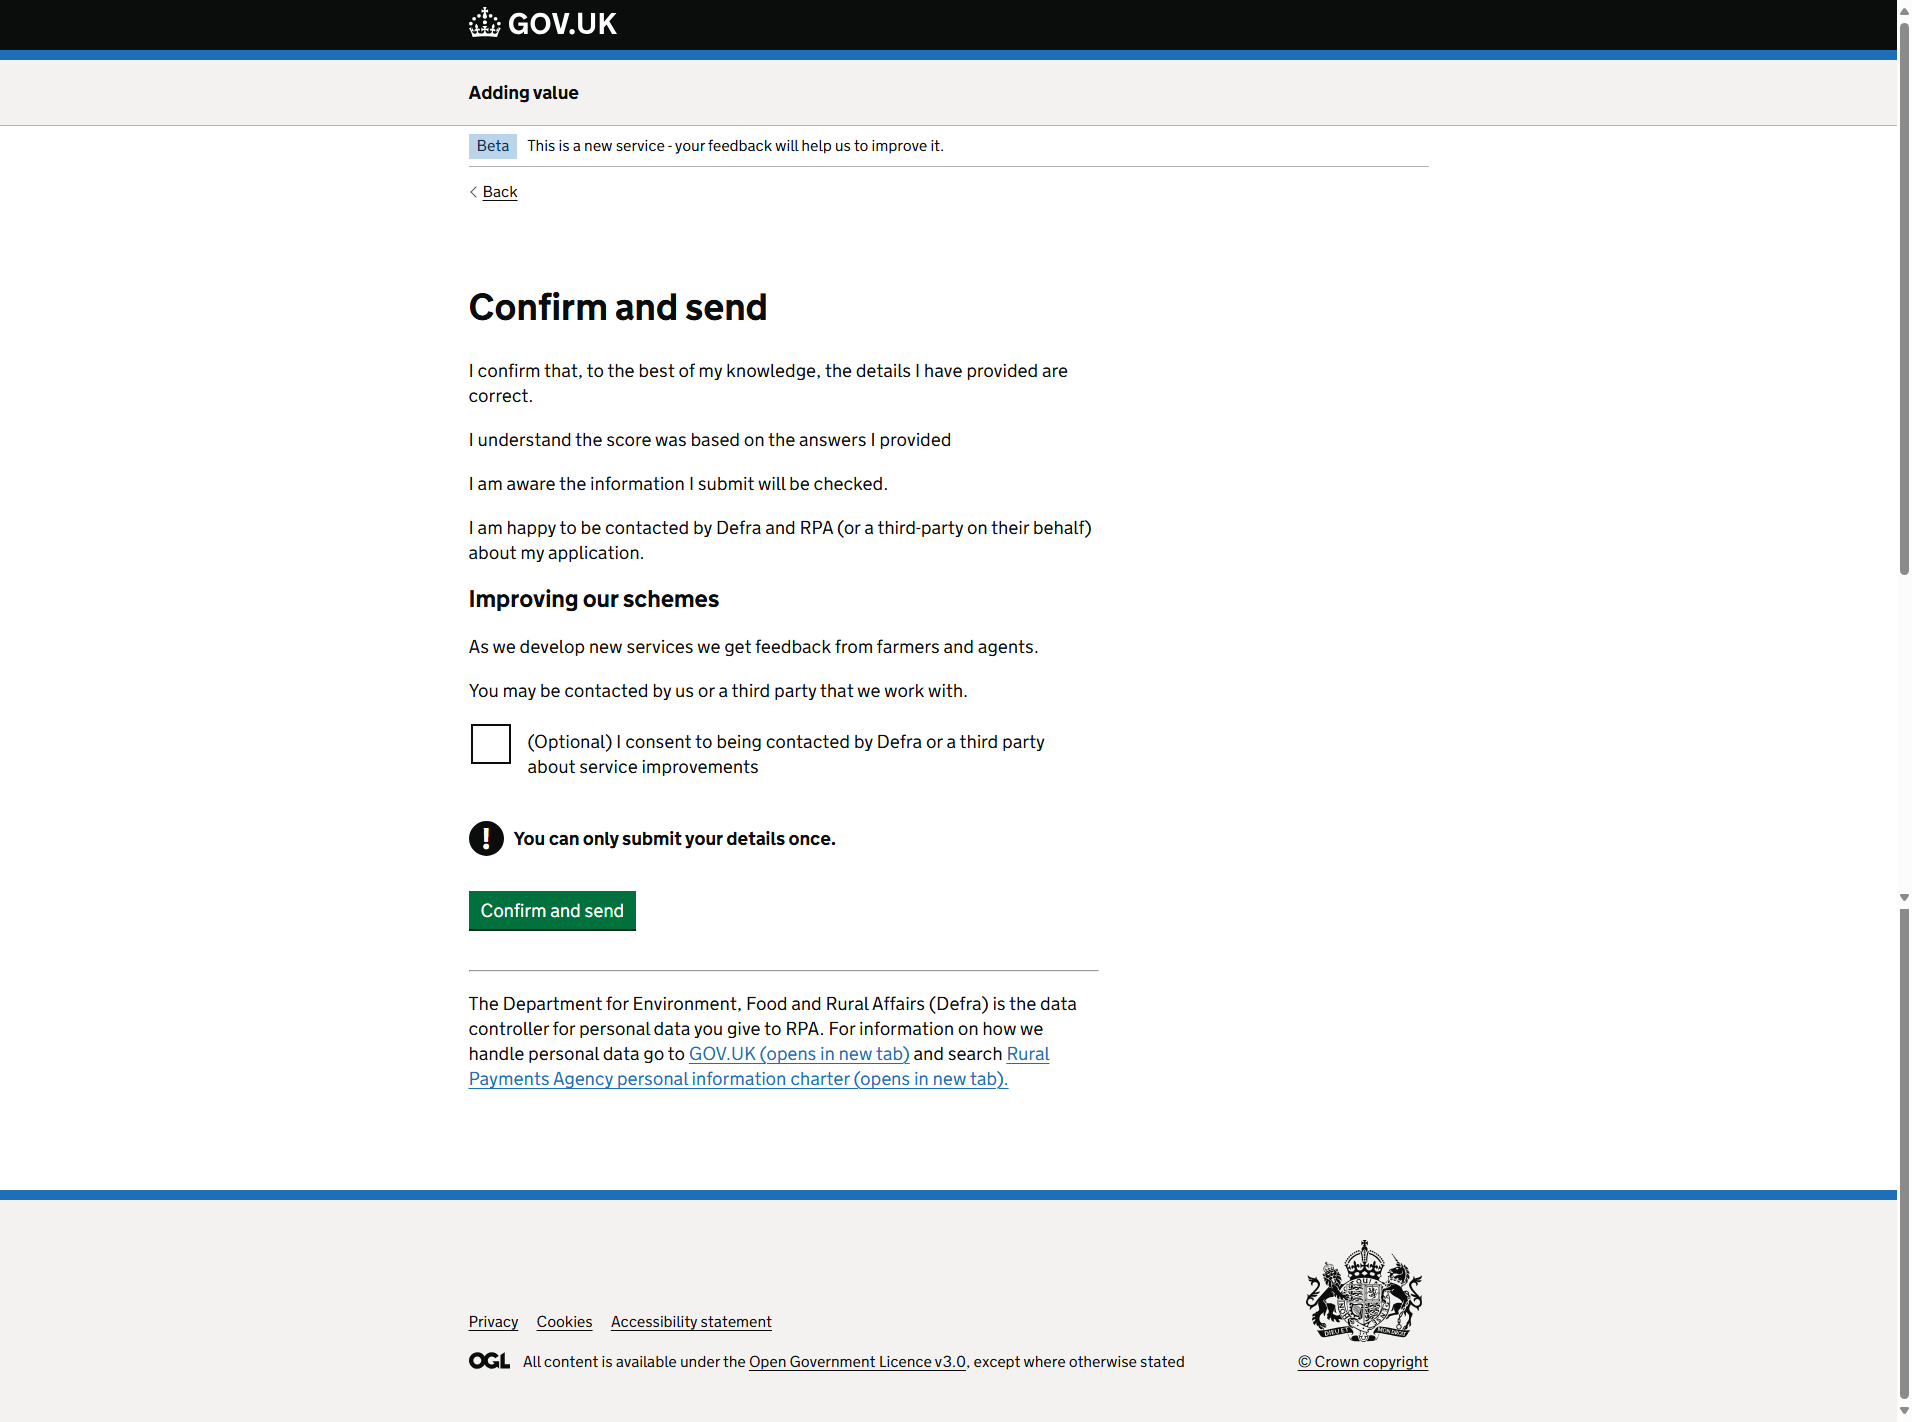 GOV.UK
Adding value
Beta This is a new service - your feedback will help us to improve it.
Back
Confirm and send
I confirm that, to the best of my knowledge, the details I have provided are
correct.
I understand the score was based on the answers I provided
I am aware the information I submit will be checked.
I am happy to be contacted by Defra and RPA (or a third-party on their behalf)
about my application.
Improving our schemes
As we develop new services we get feedback from farmers and agents.
You may be contacted by us or a third party that we work with.
(Optional) I consent to being contacted by Defra or a third party
about service improvements
! You can only submit your details once.
Confirm and send
The Department for Environment, Food and Rural Affairs (Defra) is the data
controller for personal data you give to RPA. For information on how we
handle personal data go to GOV.UK (opens in new tab) and search Rural
Payments Agency personal information charter (opens in new tab).
Privacy Cookies Accessibility statement
OGL All content is available under the Open Government Licence v3.0, except where otherwise stated
© Crown copyright